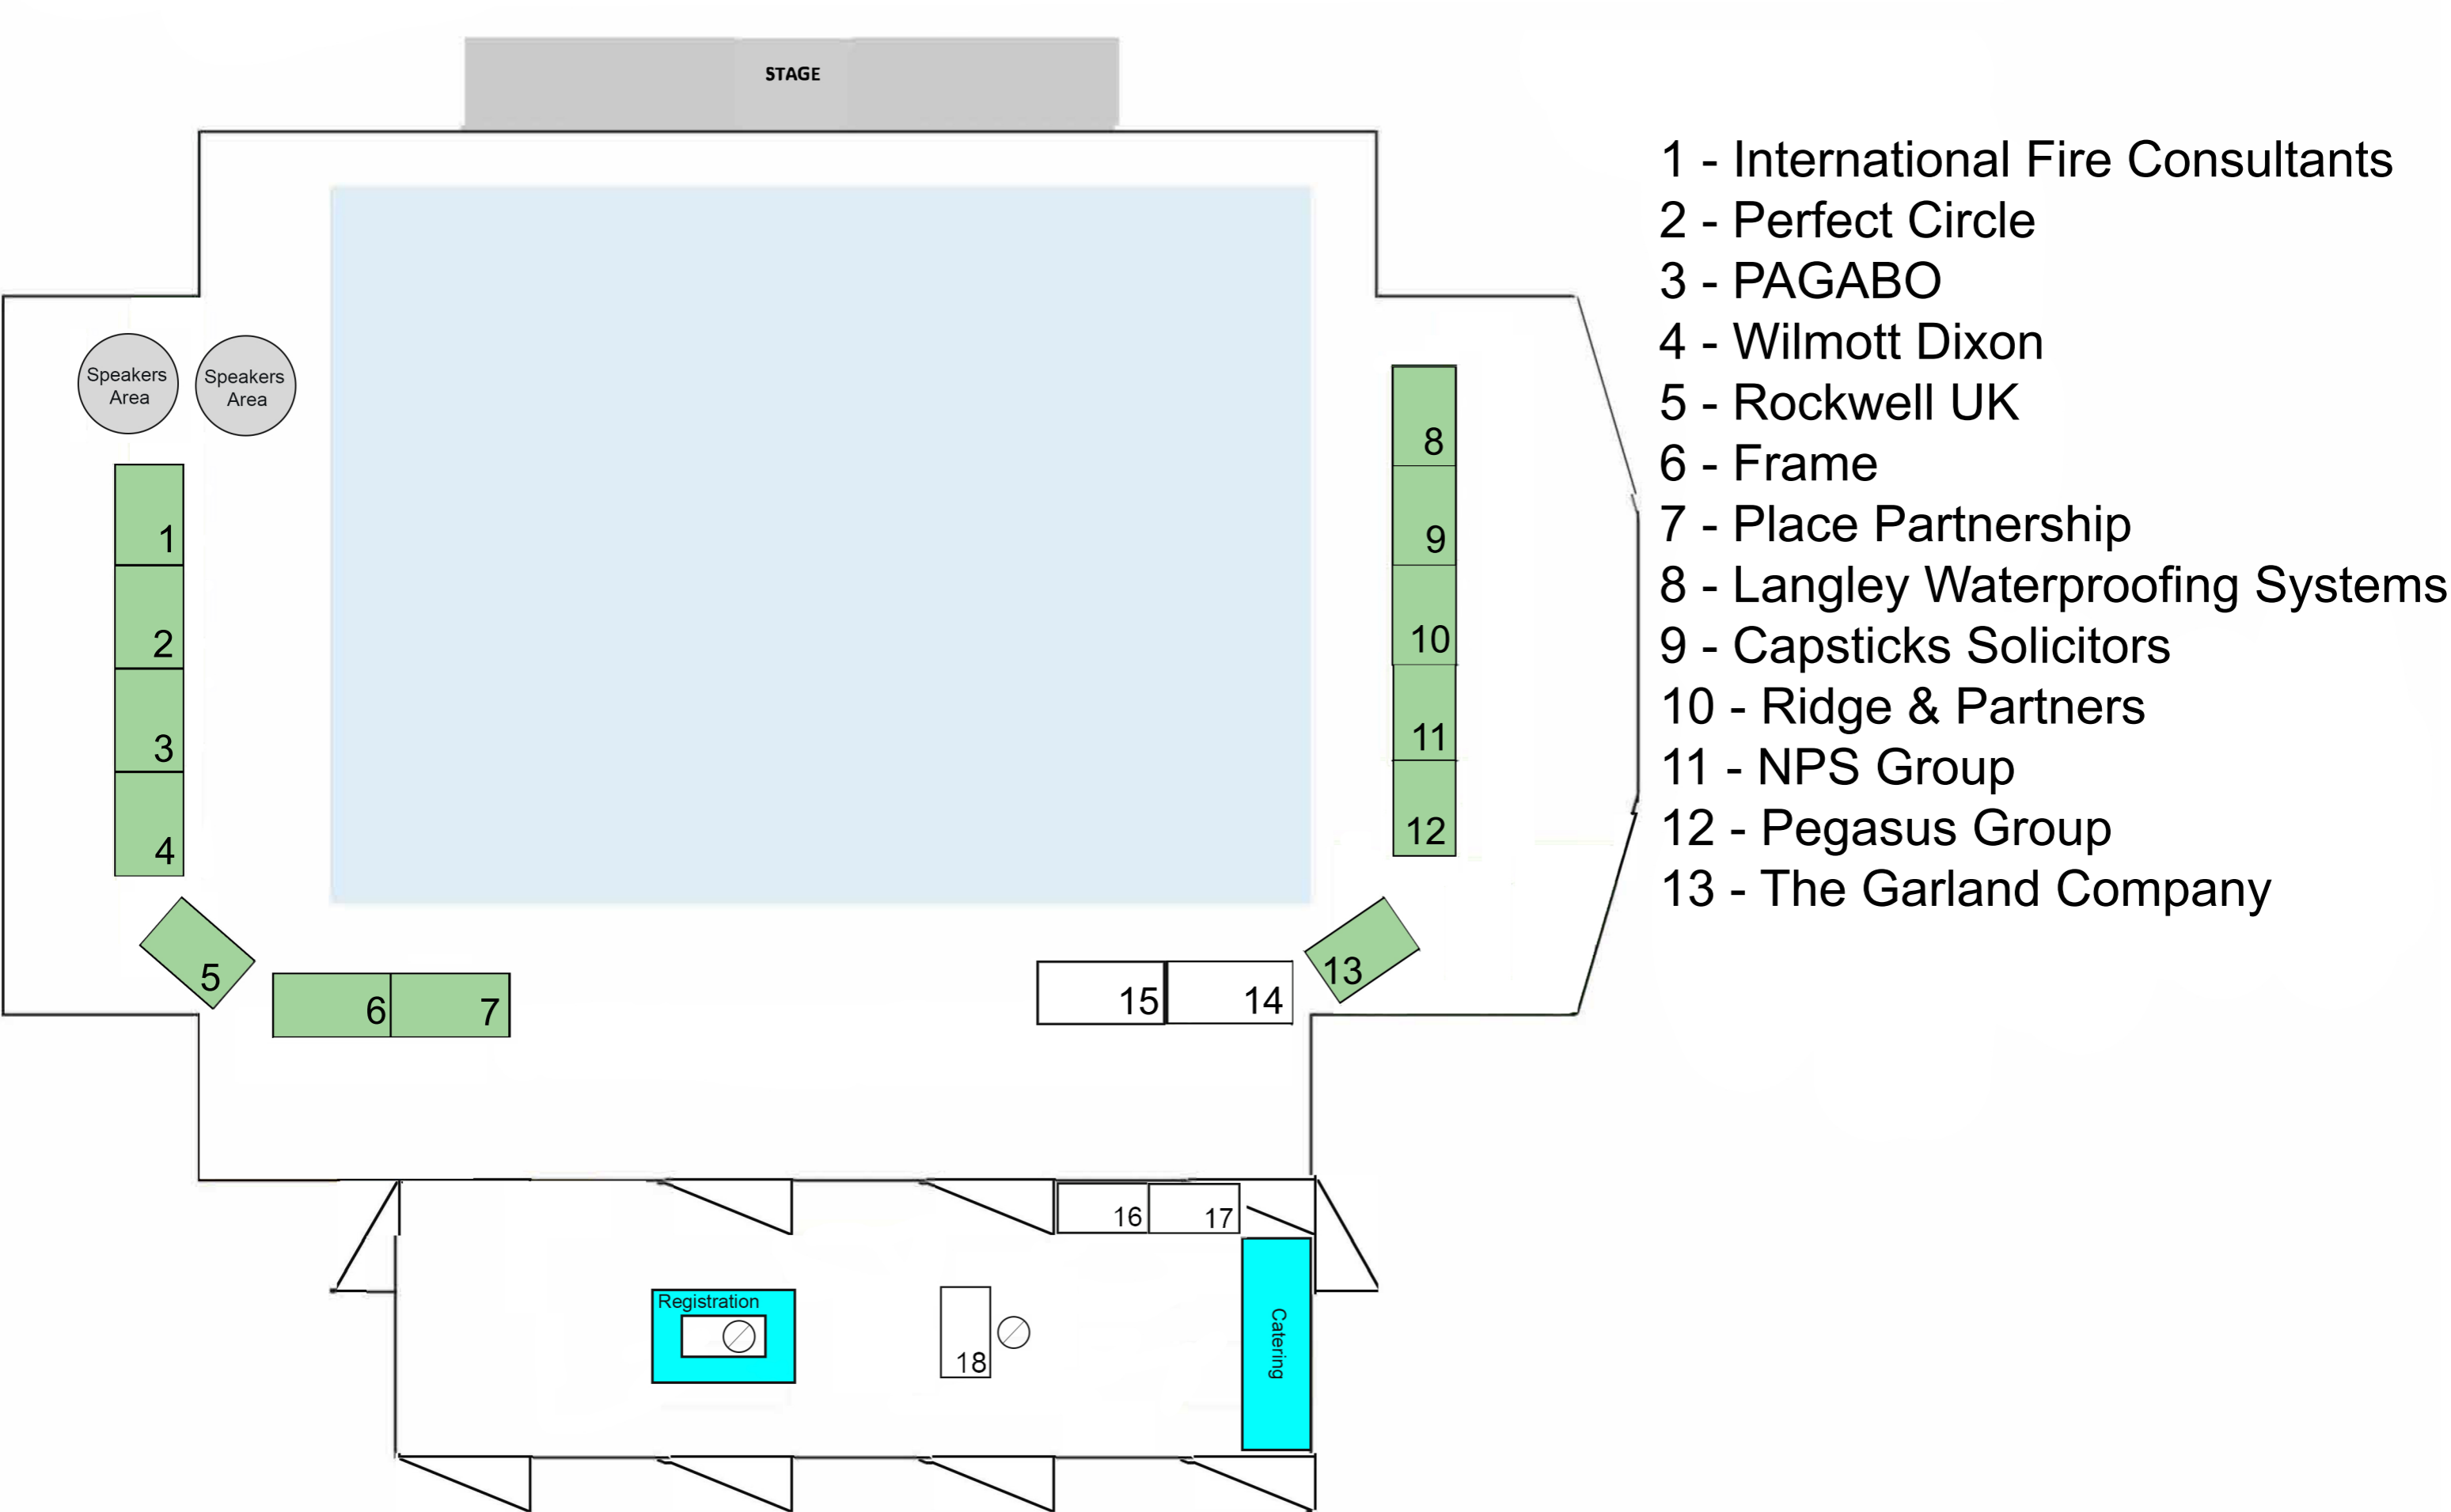 STAGE
1 - International Fire Consultants
2 - Perfect Circle
3 - PAGABO
4 - Wilmott Dixon
5 - Rockwell UK
6 - Frame
7 - Place Partnership
8 - Langley Waterproofing Systems
9 - Capsticks Solicitors
10 - Ridge & Partners
11 - NPS Group
12 - Pegasus Group
13 - The Garland Company
Speakers
Area
Speakers
Area
1
2
3
4
5
6
7
8
9
10
11
12
13
15
14
16
17
Registration
18
Catering